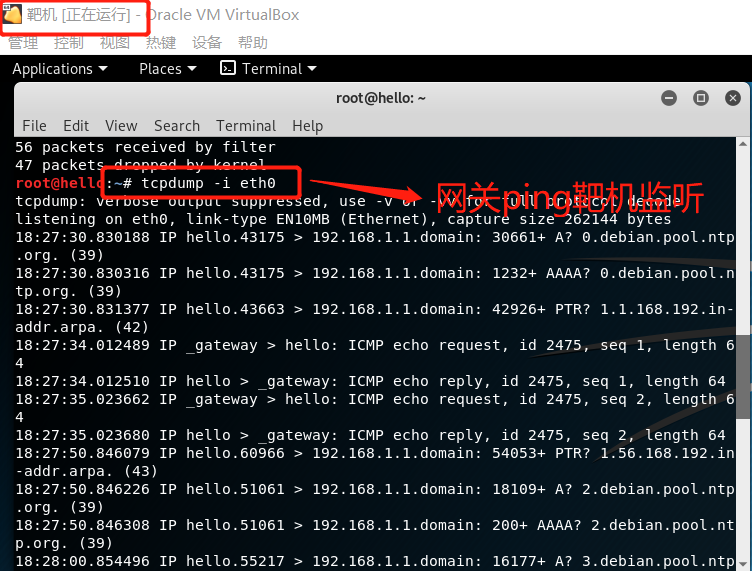 靶机 [正在运行] - Oracle VM VirtualBox
管理 控制 视图 热键 设备 帮助
Applications Places Terminal
root@hello: ~
File Edit View Search Terminal Help
56 packets received by filter
47 packets dropped by kernel
root@hello:~# tcpdump -i eth0
网关ping靶机监听
tcpdump: verbose output suppressed, use -v or -vv for full protocol decode
listening on eth0, link-type EN10MB (Ethernet), capture size 262144 bytes
18:27:30.830188 IP hello.43175 > 192.168.1.1.domain: 30661+ A? 0.debian.pool.ntp
.org. (39)
18:27:30.830316 IP hello.43175 > 192.168.1.1.domain: 1232+ AAAA? 0.debian.pool.n
tp.org. (39)
18:27:30.831377 IP hello.43663 > 192.168.1.1.domain: 42926+ PTR? 1.1.168.192.in-
addr.arpa. (42)
18:27:34.012489 IP _gateway > hello: ICMP echo request, id 2475, seq 1, length 6
4
18:27:34.012510 IP hello > _gateway: ICMP echo reply, id 2475, seq 1, length 64
18:27:35.023662 IP _gateway > hello: ICMP echo request, id 2475, seq 2, length 6
4
18:27:35.023680 IP hello > _gateway: ICMP echo reply, id 2475, seq 2, length 64
18:27:50.846079 IP hello.60966 > 192.168.1.1.domain: 54053+ PTR? 1.56.168.192.in
-addr.arpa. (43)
18:27:50.846226 IP hello.51061 > 192.168.1.1.domain: 18109+ A? 2.debian.pool.ntp
.org. (39)
18:27:50.846308 IP hello.51061 > 192.168.1.1.domain: 200+ AAAA? 2.debian.pool.nt
p.org. (39)
18:28:00.854496 IP hello.55217 > 192.168.1.1.domain: 16177+ A? 3.debian.pool.ntp